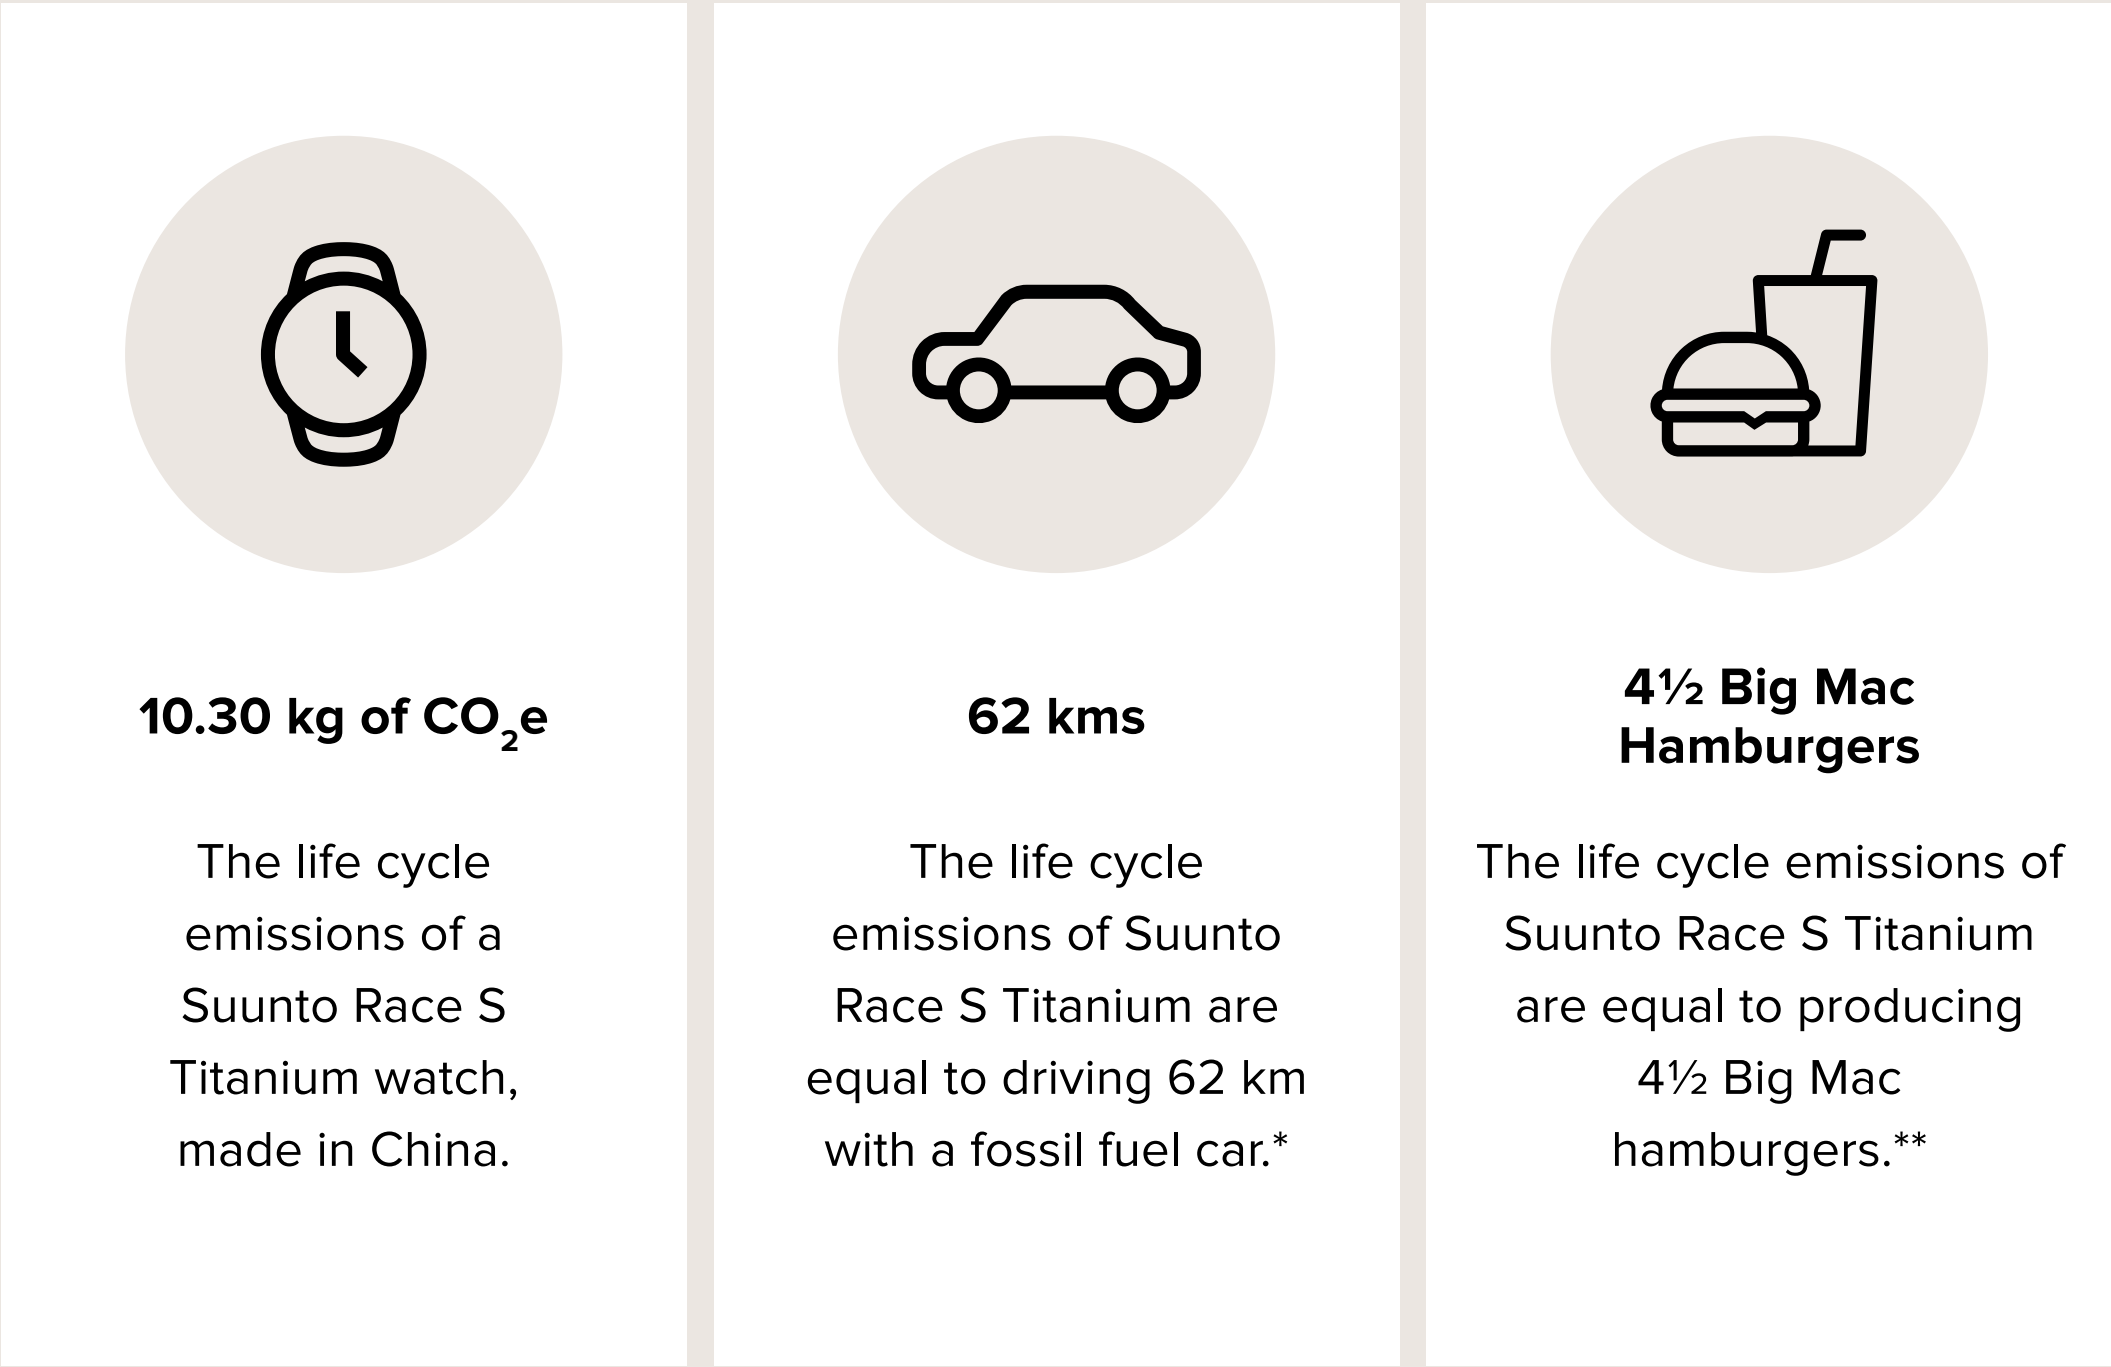 10.30 kg of CO₂e
The life cycle
emissions of a
Suunto Race S
Titanium watch,
made in China.
62 kms
The life cycle
emissions of Suunto
Race S Titanium are
equal to driving 62 km
with a fossil fuel car.*
4½ Big Mac
Hamburgers
The life cycle emissions of
Suunto Race S Titanium
are equal to producing
4½ Big Mac
hamburgers.**